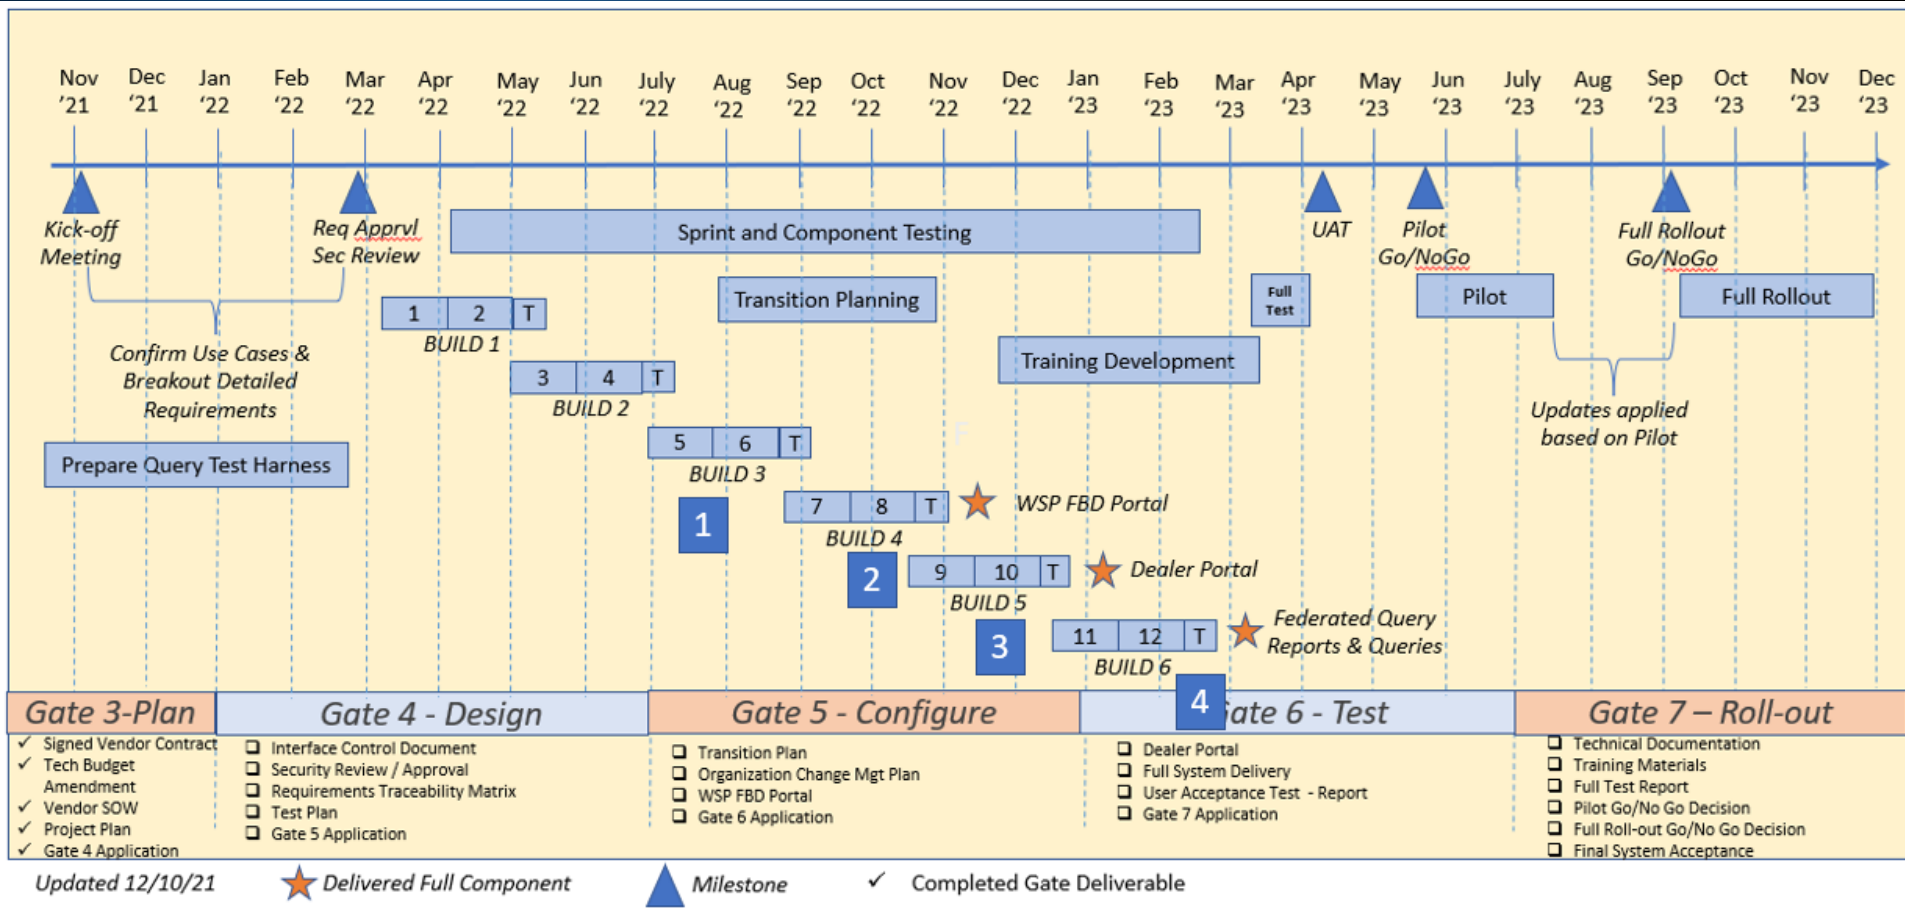 Nov Dec Jan Feb Mar Apr May Jun July Aug Sep Oct Nov Dec Jan Feb Mar Apr May Jun July Aug Sep Oct Nov Dec
‘21 ‘21 ‘22 ‘22 ‘22 ‘22 ‘22 ‘22 ‘22 ‘22 ‘22 ‘22 ‘22 ‘22 ‘23 ‘23 ‘23 ‘23 ‘23 ‘23 ‘23 ‘23 ‘23 ‘23 ‘23 ‘23
Kick-off
Meeting
Req Apprvl
Sec Review
Sprint and Component Testing
UAT
Pilot
Go/NoGo
Full Rollout
Go/NoGo
Transition Planning
Full
Test
Pilot
Full Rollout
1 2 T
BUILD 1
Confirm Use Cases &
Breakout Detailed
Requirements
Training Development
3 4 T
BUILD 2
Updates applied
based on Pilot
Prepare Query Test Harness
5 6 T
BUILD 3
F
1
7 8 T
BUILD 4
WSP FBD Portal
2
9 10 T
BUILD 5
Dealer Portal
3
11 12 T
BUILD 6
Federated Query
Reports & Queries
4
Gate 3-Plan
✓ Signed Vendor Contract
✓ Tech Budget
Amendment
✓ Vendor SOW
✓ Project Plan
✓ Gate 4 Application
Gate 4 - Design
❑ Interface Control Document
❑ Security Review / Approval
❑ Requirements Traceability Matrix
❑ Test Plan
❑ Gate 5 Application
Gate 5 - Configure
❑ Transition Plan
❑ Organization Change Mgt Plan
❑ WSP FBD Portal
❑ Gate 6 Application
ate 6 - Test
❑ Dealer Portal
❑ Full System Delivery
❑ User Acceptance Test - Report
❑ Gate 7 Application
Gate 7 – Roll-out
❑ Technical Documentation
❑ Training Materials
❑ Full Test Report
❑ Pilot Go/No Go Decision
❑ Full Roll-out Go/No Go Decision
❑ Final System Acceptance
Updated 12/10/21
Delivered Full Component
Milestone
✓ Completed Gate Deliverable